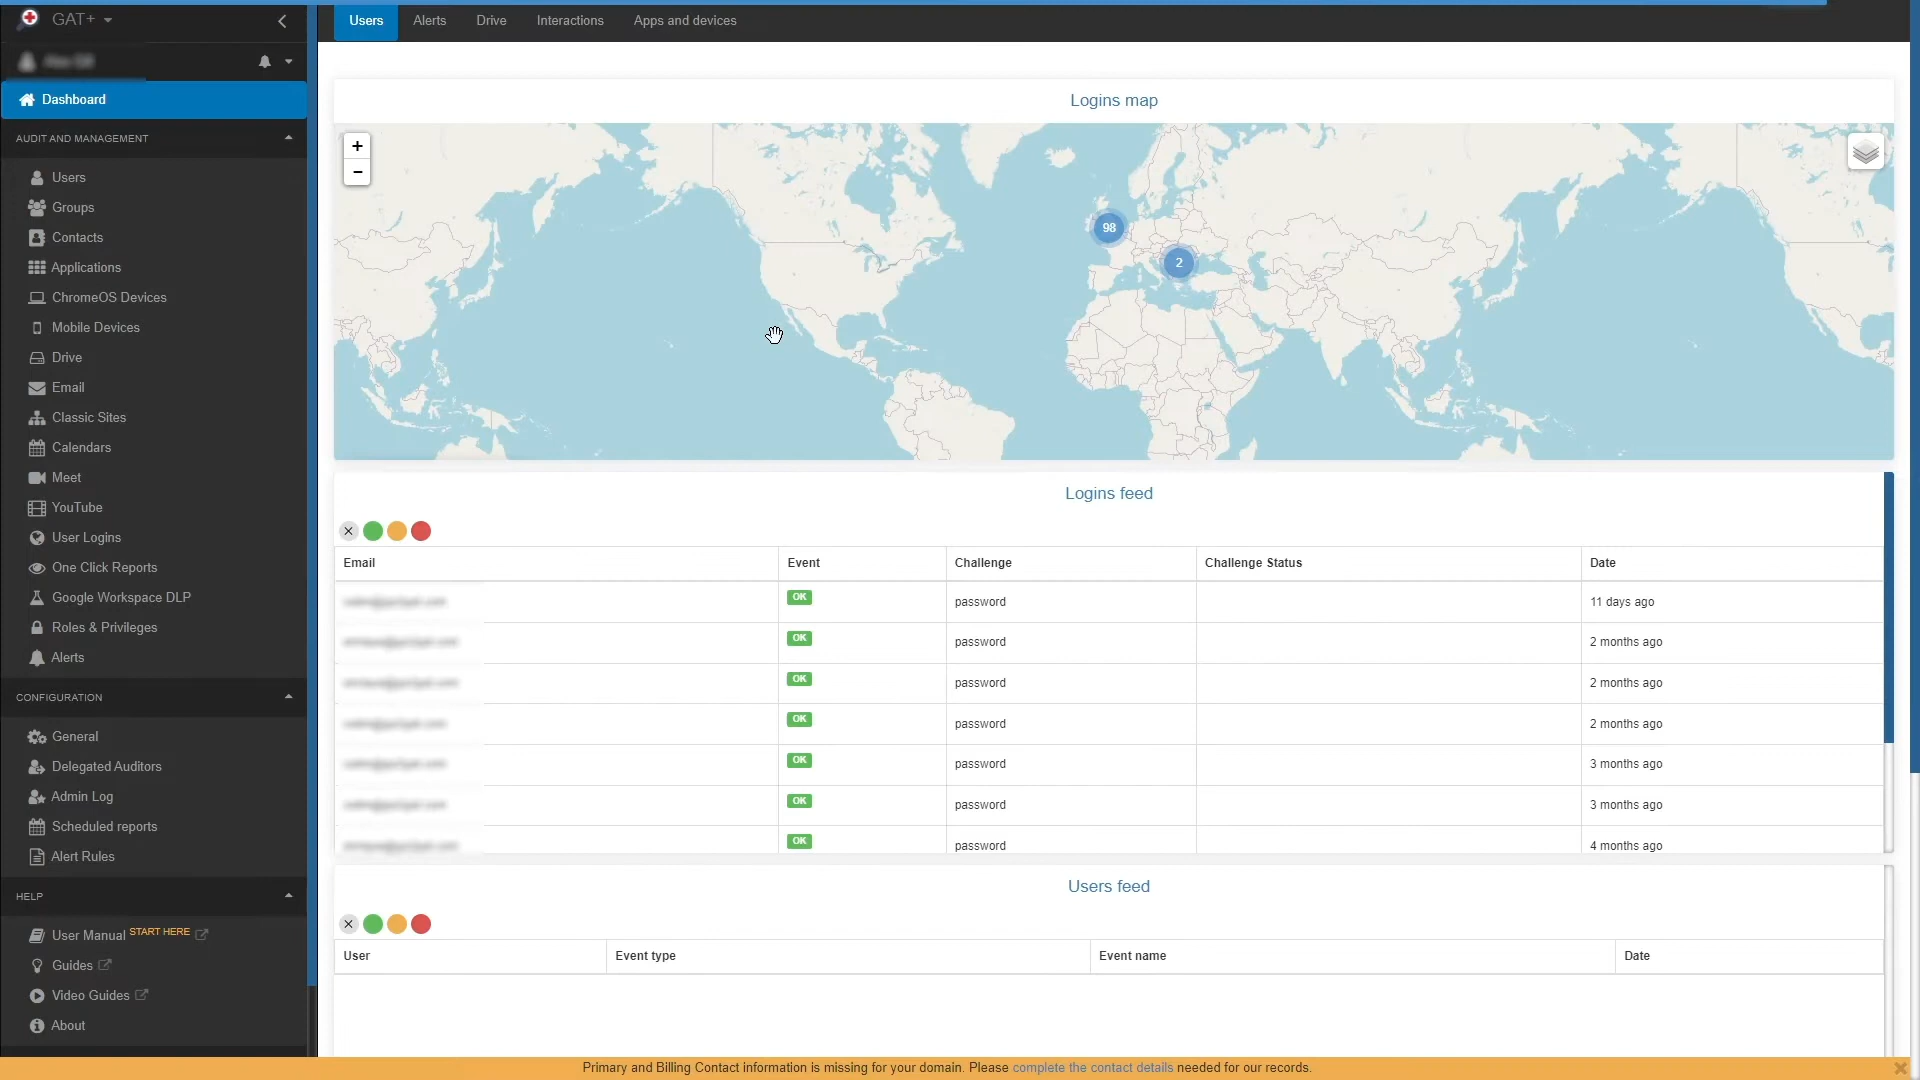 GAT+
Users Alerts Drive Interactions Apps and devices
Dashboard
AUDIT AND MANAGEMENT
Users
Groups
Contacts
Applications
ChromeOS Devices
Mobile Devices
Drive
Email
Classic Sites
Calendars
Meet
YouTube
User Logins
One Click Reports
Google Workspace DLP
Roles & Privileges
Alerts
CONFIGURATION
General
Delegated Auditors
Admin Log
Scheduled reports
Alert Rules
HELP
User Manual START HERE
Guides
Video Guides
About
Logins map
+
−
98
2
Logins feed
Email Event Challenge Challenge Status Date
OK password 11 days ago
OK password 2 months ago
OK password 2 months ago
OK password 2 months ago
OK password 3 months ago
OK password 3 months ago
OK password 4 months ago
Users feed
User Event type Event name Date
Primary and Billing Contact information is missing for your domain. Please complete the contact details needed for our records.